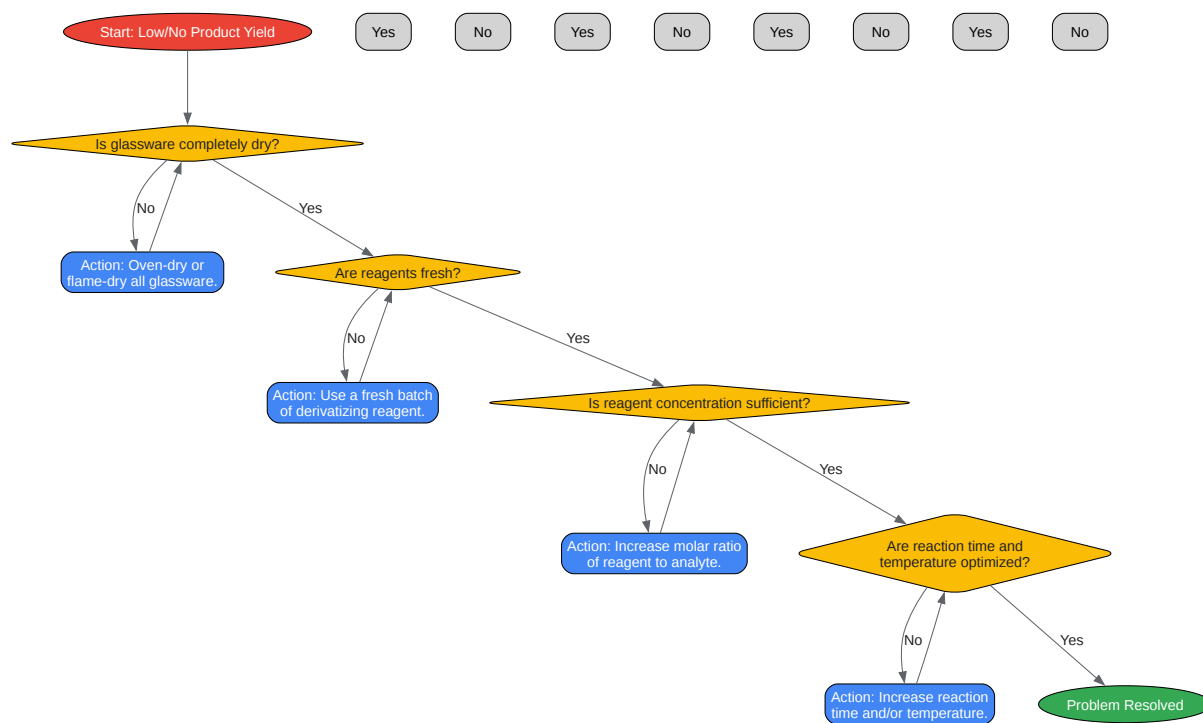 Start: Low/No Product Yield
Yes
No
Yes
No
Yes
No
Yes
No
Is glassware completely dry?
No
Yes
Action: Oven-dry or
flame-dry all glassware.
Are reagents fresh?
No
Yes
Action: Use a fresh batch
of derivatizing reagent.
Is reagent concentration sufficient?
No
Yes
Action: Increase molar ratio
of reagent to analyte.
Are reaction time and
temperature optimized?
No
Yes
Action: Increase reaction
time and/or temperature.
Problem Resolved